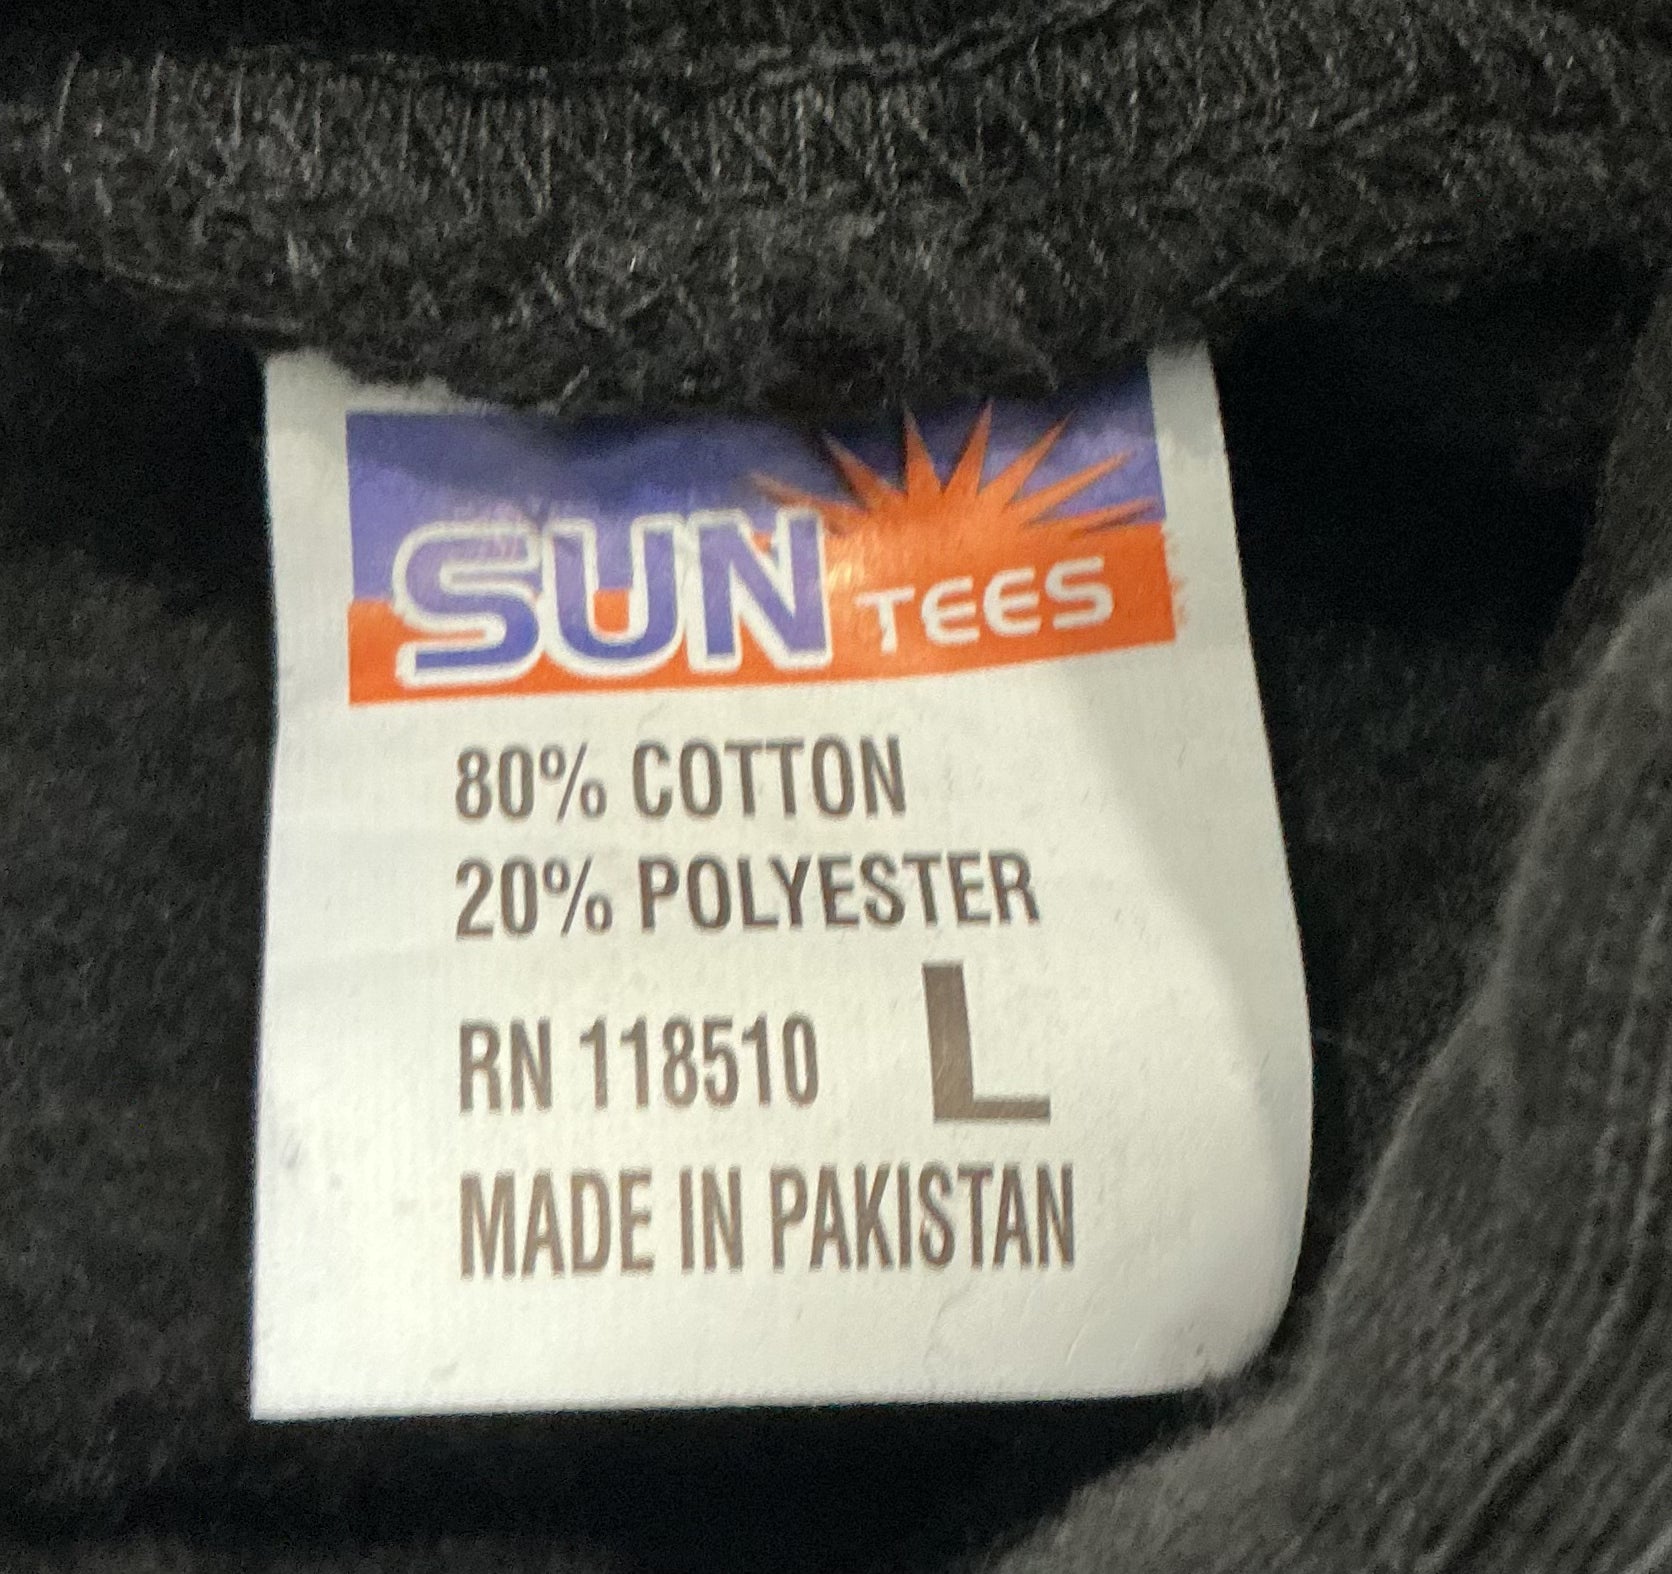 SUN TEES
80% COTTON
20% POLYESTER
RN 118510 L
MADE IN PAKISTAN